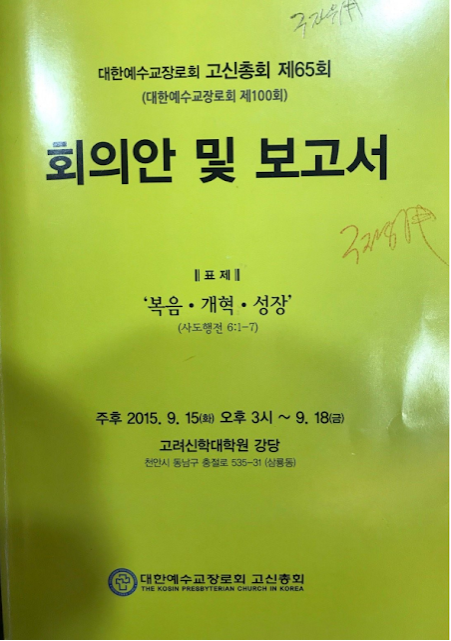 대한예수교장로회 고신총회 제65회
(대한예수교장로회 제100회)
회의안 및 보고서
표 제
‘복음 · 개혁 · 성장’
(사도행전 6:1-7)
주후 2015. 9. 15(화) 오후 3시 ~ 9. 18(금)
고려신학대학원 강당
천안시 동남구 충절로 535-31 (삼룡동)
대한예수교장로회 고신총회
THE KOSIN PRESBYTERIAN CHURCH IN KOREA